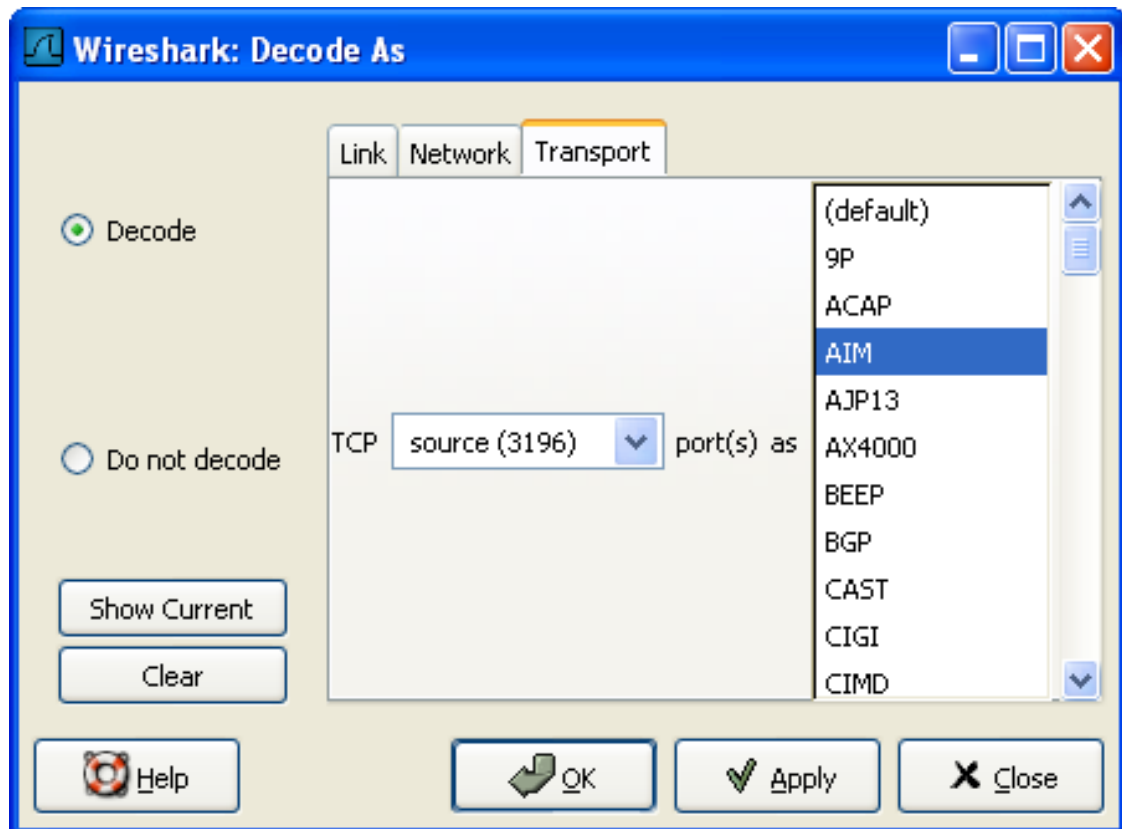 Wireshark: Decode As
Link Network Transport
Decode
Do not decode
TCP source (3196) port(s) as
(default)
9P
ACAP
AIM
AJP13
AX4000
BEEP
BGP
CAST
CIGI
CIMD
Show Current
Clear
Help OK Apply Close